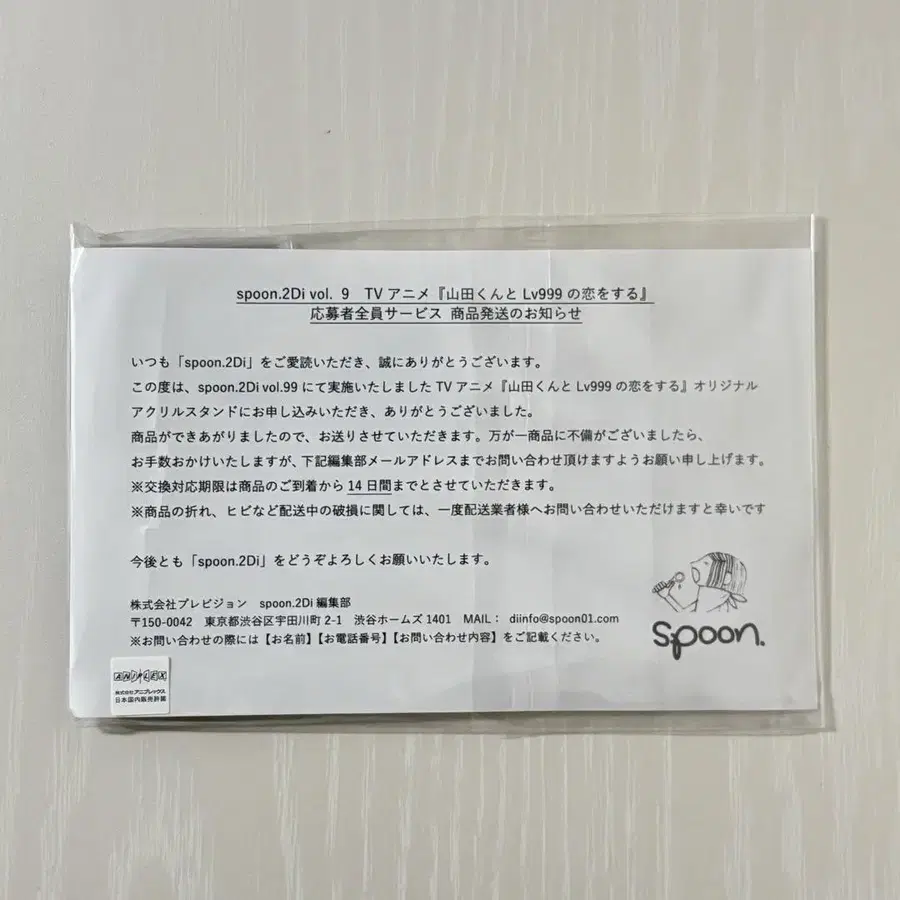 spoon.2Di vol. 9 TV アニメ『山田くんと Lv999 の恋をする』
応募者全員サービス 商品発送のお知らせ
いつも「spoon.2Di」をご愛読いただき、誠にありがとうございます。
この度は、spoon.2Di vol.99 にて実施いたしました TV アニメ『山田くんと Lv999 の恋をする』オリジナル
アクリルスタンドにお申し込みいただき、ありがとうございました。
商品ができあがりましたので、お送りさせていただきます。万が一商品に不備がございましたら、
お手数おかけいたしますが、下記編集部メールアドレスまでお問い合わせ頂けますようお願い申し上げます。
※交換対応期限は商品のご到着から 14 日間までとさせていただきます。
※商品の折れ、ヒビなど配送中の破損に関しては、一度配送業者様へお問い合わせいただけますと幸いです
今後とも「spoon.2Di」をどうぞよろしくお願いいたします。
株式会社プレビジョン spoon.2Di 編集部
〒150-0042 東京都渋谷区宇田川町 2-1 渋谷ホームズ 1401 MAIL： diinfo@spoon01.com
※お問い合わせの際には【お名前】【お電話番号】【お問い合わせ内容】をご記載ください。
spoon.
ANIPLEX
株式会社アニプレックス
日本国内販売許諾